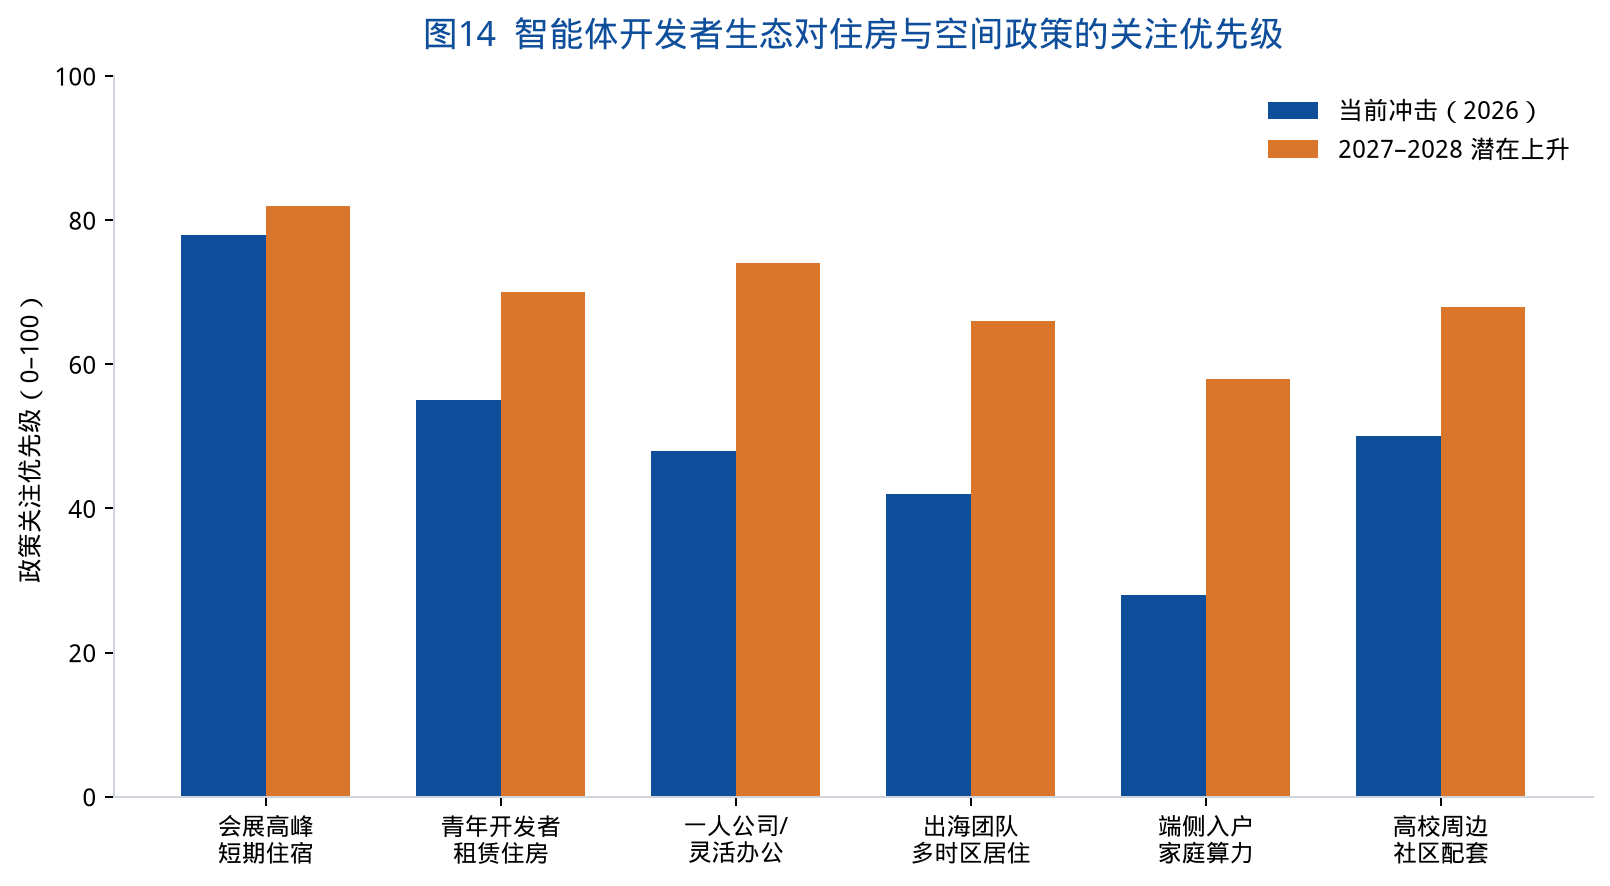 图14 智能体开发者生态对住房与空间政策的关注优先级
当前冲击（2026）
2027–2028 潜在上升
政策关注优先级（0–100）
100
80
60
40
20
0
会展高峰
短期住宿
青年开发者
租赁住房
一人公司/
灵活办公
出海团队
多时区居住
端侧入户
家庭算力
高校周边
社区配套